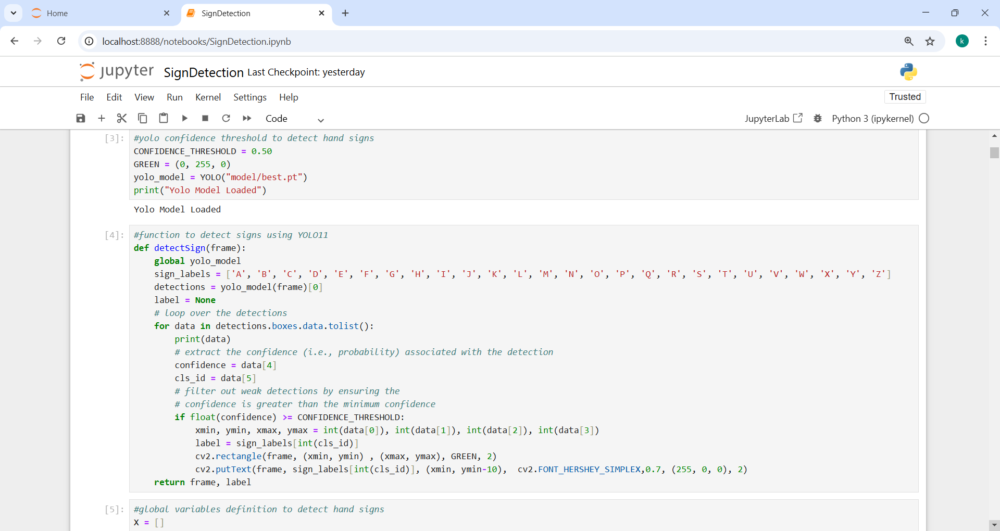 Home
SignDetection
localhost:8888/notebooks/SignDetection.ipynb
k
jupyter SignDetection Last Checkpoint: yesterday
File Edit View Run Kernel Settings Help
Trusted
Code
JupyterLab
Python 3 (ipykernel)
[3]:
#yolo confidence threshold to detect hand signs
CONFIDENCE_THRESHOLD = 0.50
GREEN = (0, 255, 0)
yolo_model = YOLO("model/best.pt")
print("Yolo Model Loaded")
Yolo Model Loaded
[4]:
#function to detect signs using YOLO11
def detectSign(frame):
    global yolo_model
    sign_labels = ['A', 'B', 'C', 'D', 'E', 'F', 'G', 'H', 'I', 'J', 'K', 'L', 'M', 'N', 'O', 'P', 'Q', 'R', 'S', 'T', 'U', 'V', 'W', 'X', 'Y', 'Z']
    detections = yolo_model(frame)[0]
    label = None
    # loop over the detections
    for data in detections.boxes.data.tolist():
        print(data)
        # extract the confidence (i.e., probability) associated with the detection
        confidence = data[4]
        cls_id = data[5]
        # filter out weak detections by ensuring the
        # confidence is greater than the minimum confidence
        if float(confidence) >= CONFIDENCE_THRESHOLD:
            xmin, ymin, xmax, ymax = int(data[0]), int(data[1]), int(data[2]), int(data[3])
            label = sign_labels[int(cls_id)]
            cv2.rectangle(frame, (xmin, ymin) , (xmax, ymax), GREEN, 2)
            cv2.putText(frame, sign_labels[int(cls_id)], (xmin, ymin-10),  cv2.FONT_HERSHEY_SIMPLEX,0.7, (255, 0, 0), 2)
    return frame, label
[5]:
#global variables definition to detect hand signs
X = []